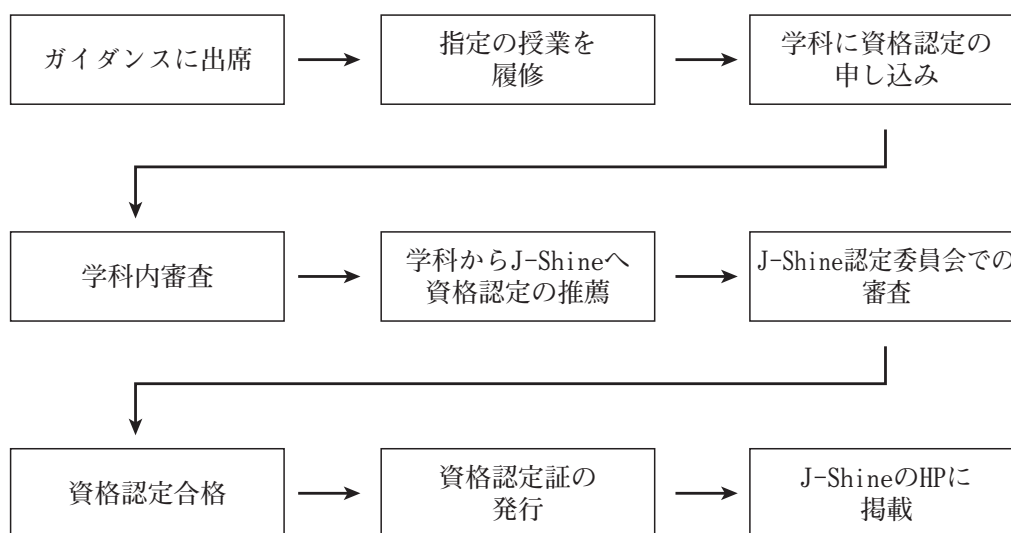 ガイダンスに出席
指定の授業を
履修
学科に資格認定の
申し込み
学科内審査
学科からJ-Shineへ
資格認定の推薦
J-Shine認定委員会での
審査
資格認定合格
資格認定証の
発行
J-ShineのHPに
掲載